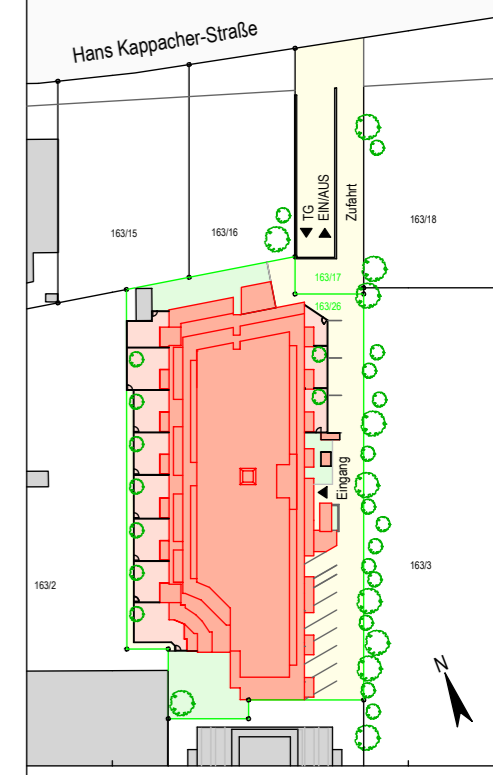 Hans Kappacher-Straße
TG
EIN/AUS
Zufahrt
163/15
163/16
163/18
163/17
163/26
Eingang
163/2
163/3
N